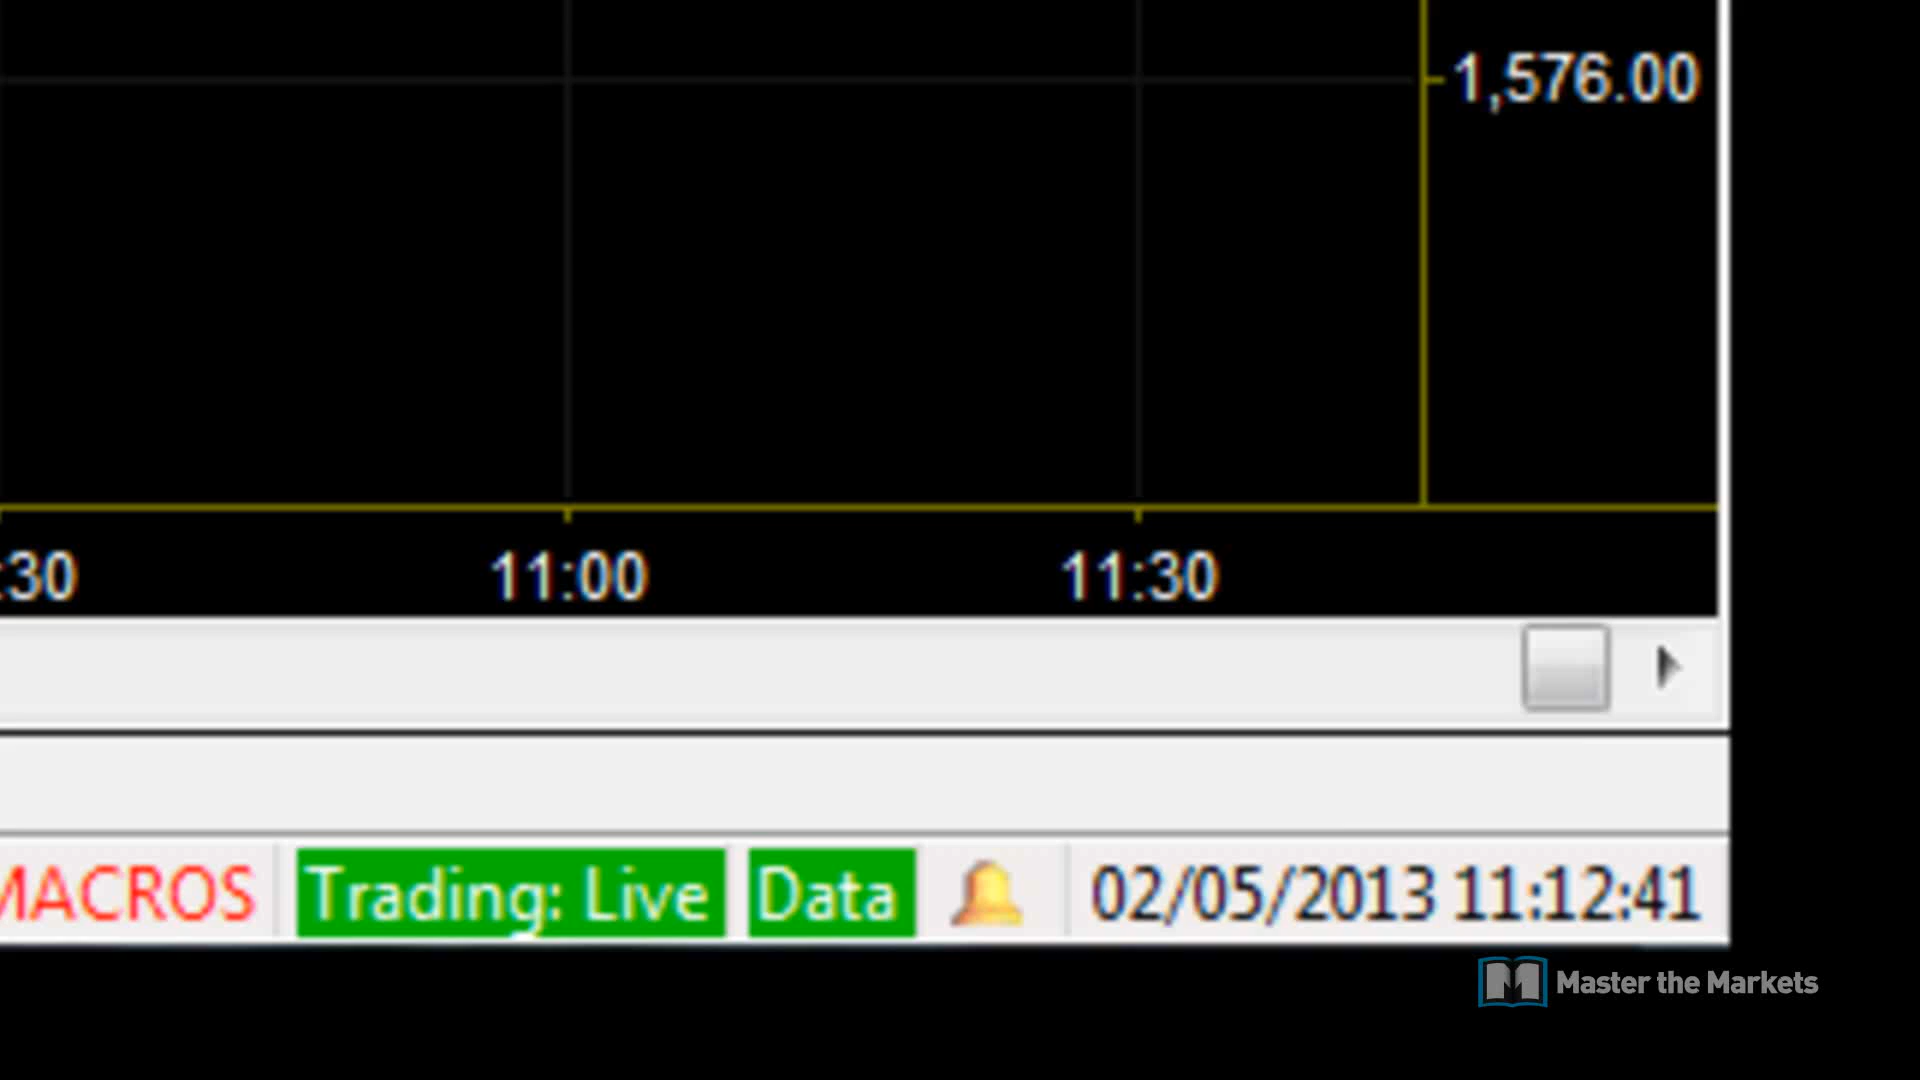 1,576.00
:30 11:00 11:30
MACROS Trading: Live Data 02/05/2013 11:12:41
Master the Markets